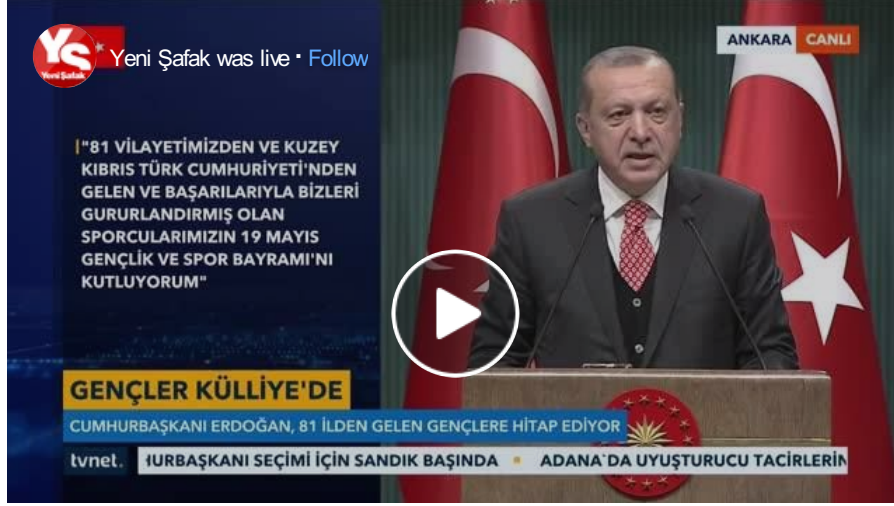 Yeni Şafak was live · Follow
YS
Yeni Şafak
ANKARA CANLI
"81 VİLAYETİMİZDEN VE KUZEY
KIBRIS TÜRK CUMHURİYETİ'NDEN
GELEN VE BAŞARILARIYLA BİZLERİ
GURURLANDIRMIŞ OLAN
SPORCULARIMIZIN 19 MAYIS
GENÇLİK VE SPOR BAYRAMI'NI
KUTLUYORUM"
GENÇLER KÜLLİYE'DE
CUMHURBAŞKANI ERDOĞAN, 81 İLDEN GELEN GENÇLERE HİTAP EDİYOR
tvnet. HURBAŞKANI SEÇİMİ İÇİN SANDIK BAŞINDA • ADANA'DA UYUŞTURUCU TACİRLERİN